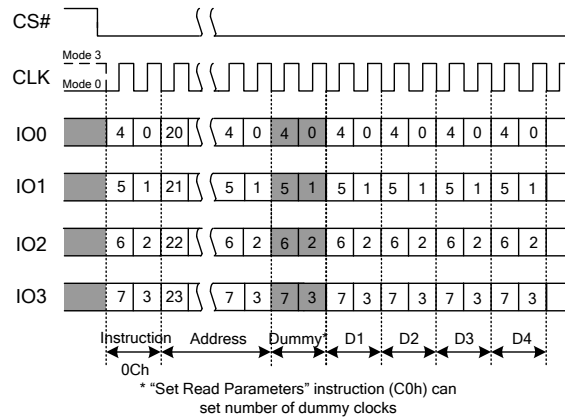 CS#
Mode 3
CLK
Mode 0
IO0 4 0 20 4 0 4 0 4 0 4 0 4 0 4 0
IO1 5 1 21 5 1 5 1 5 1 5 1 5 1 5 1
IO2 6 2 22 6 2 6 2 6 2 6 2 6 2 6 2
IO3 7 3 23 7 3 7 3 7 3 7 3 7 3 7 3
Instruction Address Dummy* D1 D2 D3 D4
0Ch
* "Set Read Parameters" instruction (C0h) can
set number of dummy clocks